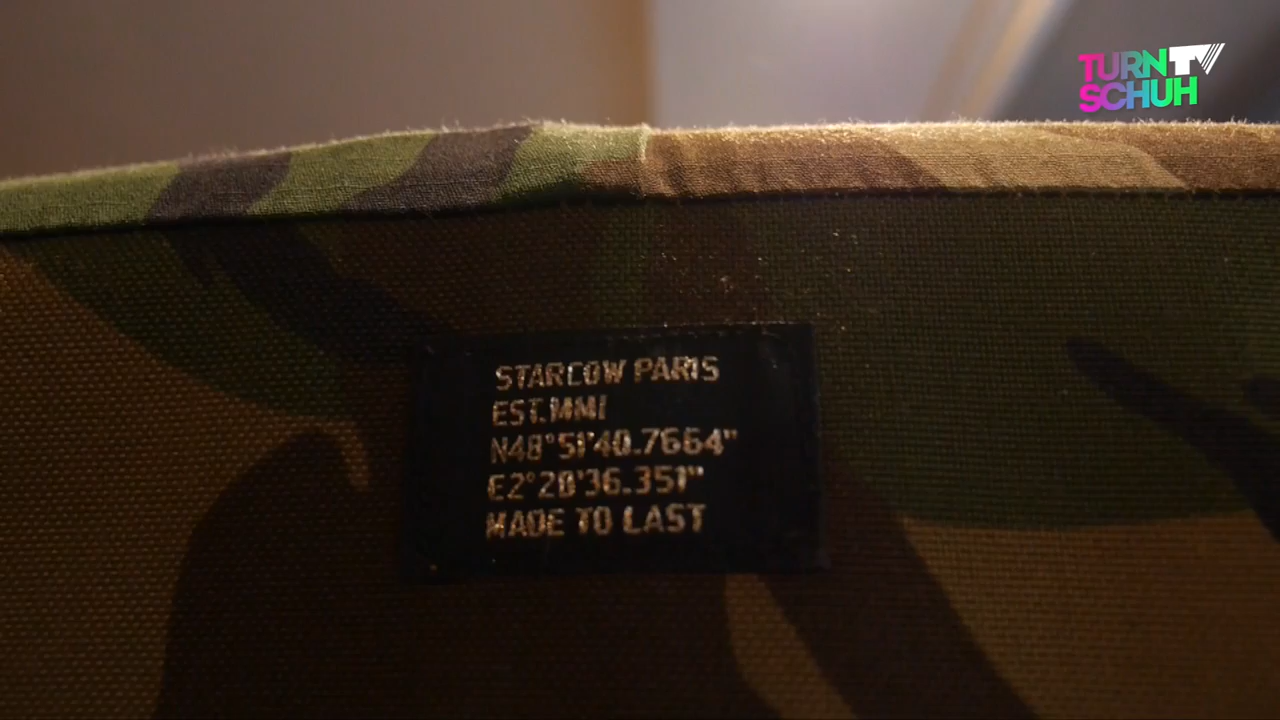 TURN TV
SCHUH
STARCOW PARIS
EST.MMI
N48°51'40.7664"
E2°20'36.351"
MADE TO LAST